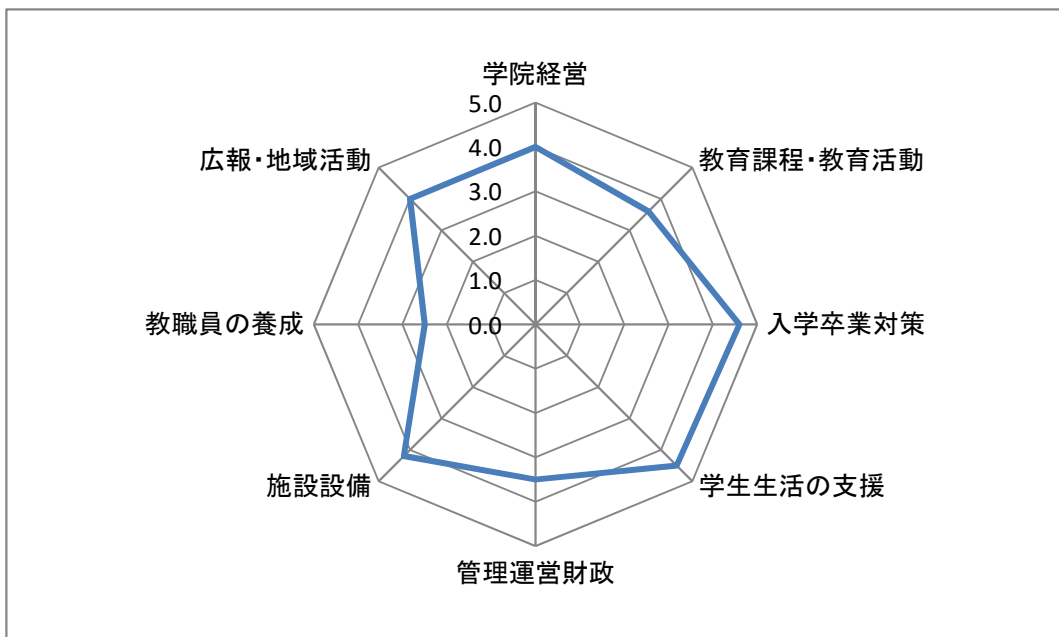 学院経営
5.0
4.0
3.0
2.0
1.0
0.0
教育課程・教育活動
入学卒業対策
学生生活の支援
管理運営財政
施設設備
教職員の養成
広報・地域活動